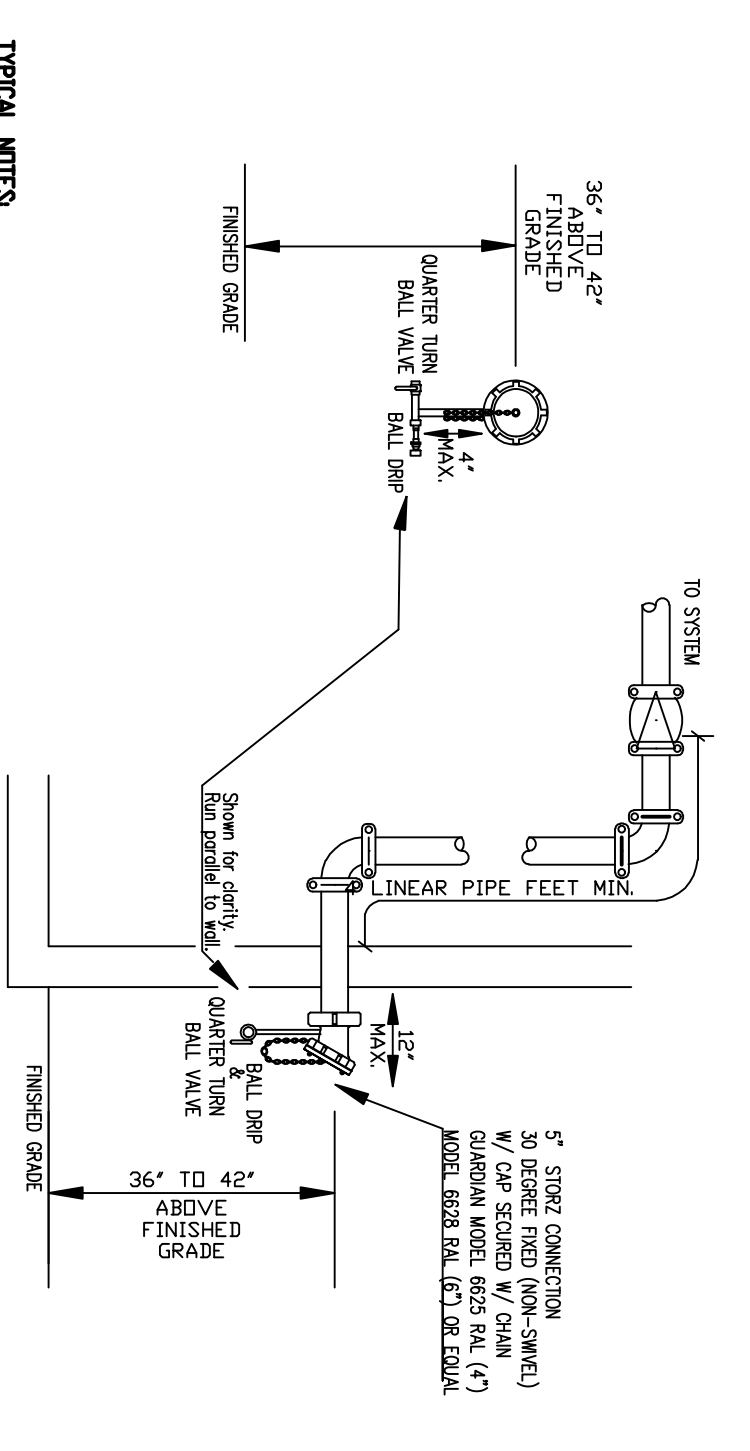 36" TO 42"
ABOVE
FINISHED
GRADE
FINISHED GRADE
QUARTER TURN
BALL VALVE
4"
MAX.
BALL DRIP
TO SYSTEM
LINEAR PIPE FEET MIN.
Shown for clarity.
Run parallel to wall.
12"
MAX.
BALL DRIP
&
QUARTER TURN
BALL VALVE
FINISHED GRADE
36" TO 42"
ABOVE
FINISHED
GRADE
5" STORZ CONNECTION
30 DEGREE FIXED (NON-SWIVEL)
W/ CAP SECURED W/ CHAIN
GUARDIAN MODEL 6625 RAL (4")
MODEL 6628 RAL (6") OR EQUAL
TYPICAL NOTES: